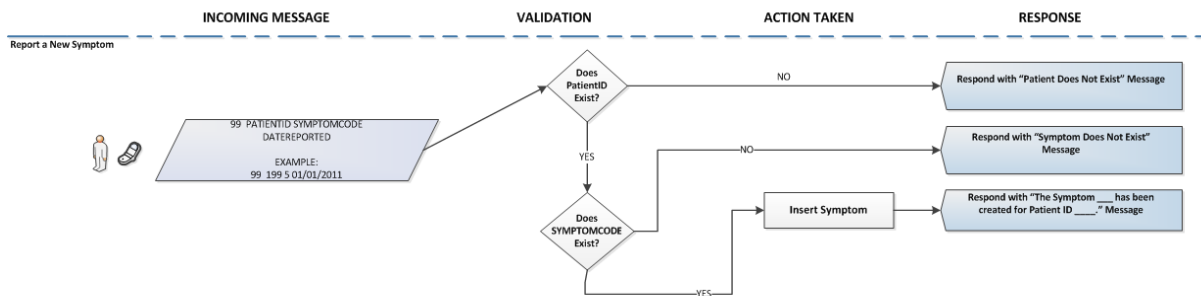 INCOMING MESSAGE
VALIDATION
ACTION TAKEN
RESPONSE
Report a New Symptom
99 PATIENTID SYMPTOMCODE
DATEREPORTED
EXAMPLE:
99 199 5 01/01/2011
Does
PatientID
Exist?
NO
Respond with “Patient Does Not Exist” Message
YES
NO
Respond with “Symptom Does Not Exist”
Message
Does
SYMPTOMCODE
Exist?
Insert Symptom
Respond with “The Symptom ___ has been
created for Patient ID ____.” Message
YES